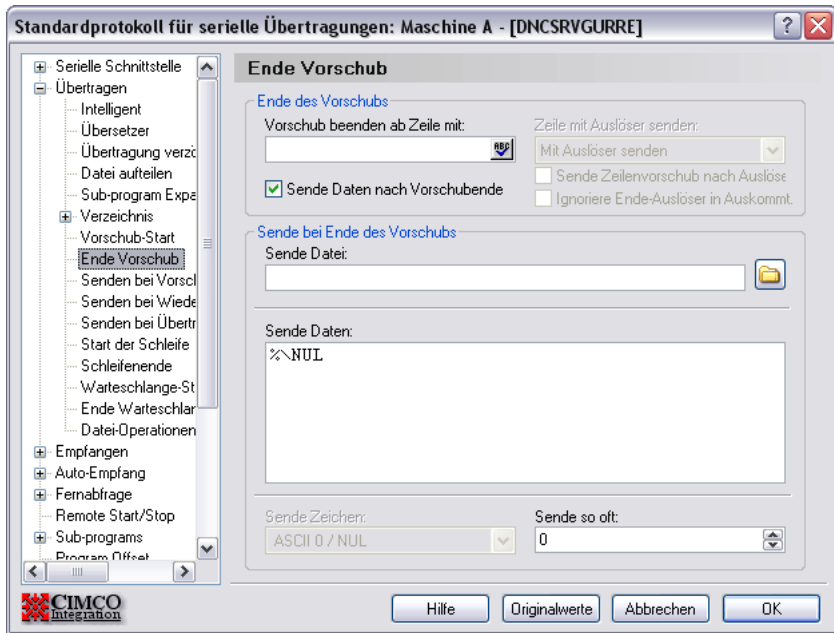 Standardprotokoll für serielle Übertragungen: Maschine A - [DNCSRVGURRE]
Serielle Schnittstelle
Übertragen
Intelligent
Übersetzer
Übertragung verzö
Datei aufteilen
Sub-program Expa
Verzeichnis
Vorschub-Start
Ende Vorschub
Senden bei Vorscl
Senden bei Wiede
Senden bei Übertr
Start der Schleife
Schleifenende
Warteschlange-St
Ende Warteschlar
Datei-Operationen
Empfangen
Auto-Empfang
Fernabfrage
Remote Start/Stop
Sub-programs
Program Offset
Ende Vorschub
Ende des Vorschubs
Vorschub beenden ab Zeile mit:
ABC
Sende Daten nach Vorschubende
Zeile mit Auslöser senden:
Mit Auslöser senden
Sende Zeilenvorschub nach Auslöse
Ignoriere Ende-Auslöser in Auskommt.
Sende bei Ende des Vorschubs
Sende Datei:
Sende Daten:
%\NUL
Sende Zeichen:
ASCII 0 / NUL
Sende so oft:
0
CIMCO
Integration
Hilfe
Originalwerte
Abbrechen
OK